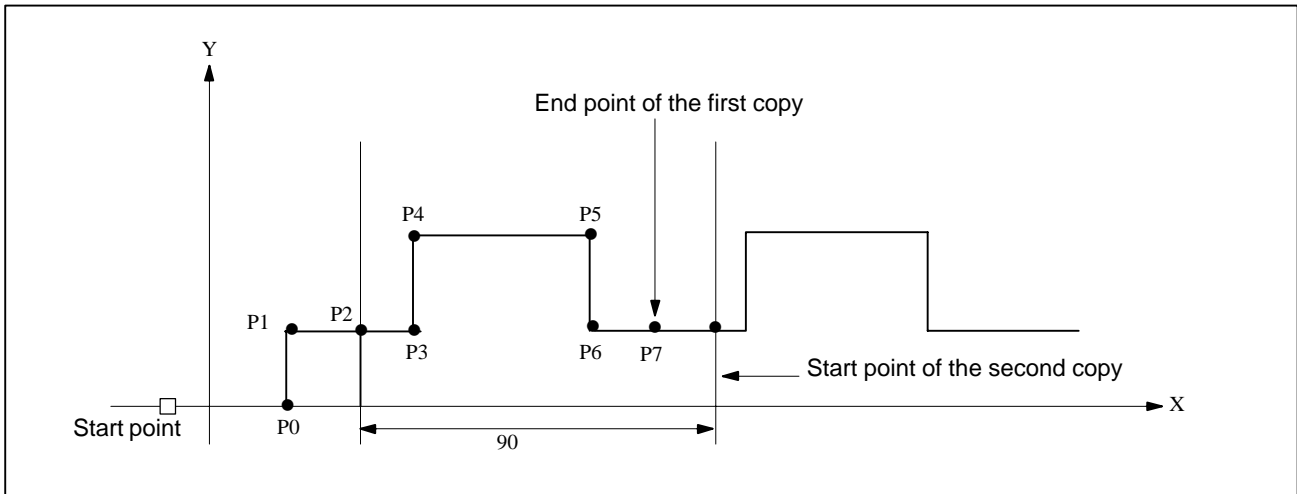 Y
End point of the first copy
P4
P5
P1
P2
P3
P6
P7
Start point of the second copy
X
Start point
P0
90